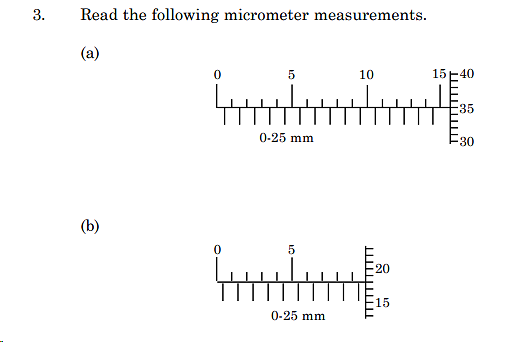 3. Read the following micrometer measurements.
(a)
0 5 10 15 40
35
0-25 mm
30
(b)
0 5
20
15
0-25 mm